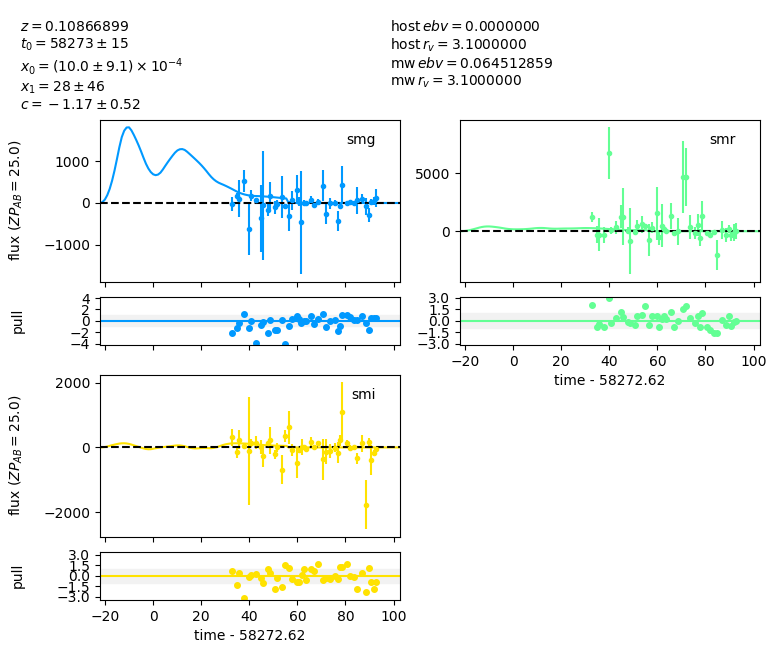 z = 0.10866899
t₀ = 58273 ± 15
x₀ = (10.0 ± 9.1) × 10⁻⁴
x₁ = 28 ± 46
c = −1.17 ± 0.52
host ebv = 0.0000000
host r_v = 3.1000000
mw ebv = 0.064512859
mw r_v = 3.1000000
smg
flux (ZP_AB = 25.0)
1000
0
−1000
pull
4
2
0
−2
−4
smr
5000
0
3.0
1.5
0.0
−1.5
−3.0
−20 0 20 40 60 80 100
time - 58272.62
smi
flux (ZP_AB = 25.0)
2000
0
−2000
pull
3.0
1.5
0.0
−1.5
−3.0
−20 0 20 40 60 80 100
time - 58272.62